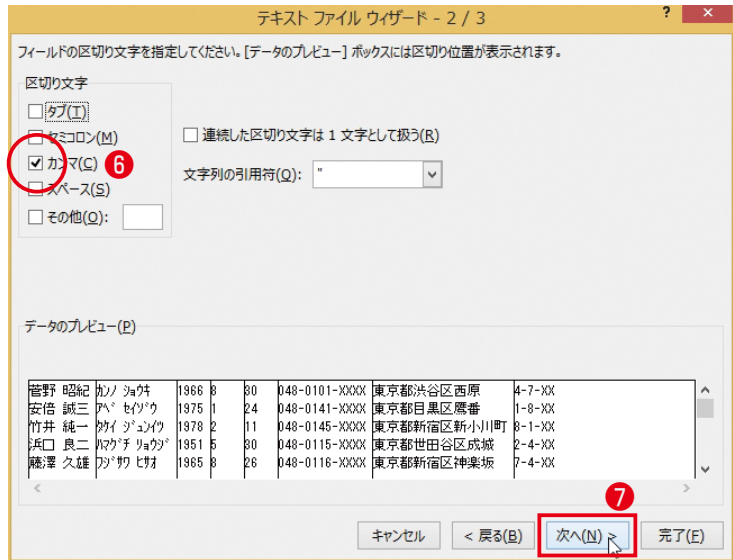 テキスト ファイル ウィザード - 2 / 3
? ×
フィールドの区切り文字を指定してください。[データのプレビュー] ボックスには区切り位置が表示されます。
区切り文字
タブ(T)
セミコロン(M)
カンマ(C) 6
スペース(S)
その他(O):
連続した区切り文字は 1 文字として扱う(R)
文字列の引用符(Q): "
データのプレビュー(P)
菅野 昭紀 カンノ ショウキ 1966 8 30 048-0101-XXXX 東京都渋谷区西原 4-7-XX
安倍 誠三 アベ セイゾウ 1975 1 24 048-0141-XXXX 東京都目黒区鷹番 1-8-XX
竹井 純一 タケイ ジュンイツ 1978 2 11 048-0145-XXXX 東京都新宿区新小川町 8-1-XX
浜口 良二 ハマグチ リョウジ 1951 5 30 048-0115-XXXX 東京都世田谷区成城 2-4-XX
藤澤 久雄 フジサワ ヒサオ 1965 8 26 048-0116-XXXX 東京都新宿区神楽坂 7-4-XX
7
キャンセル < 戻る(B) 次へ(N) > 完了(F)